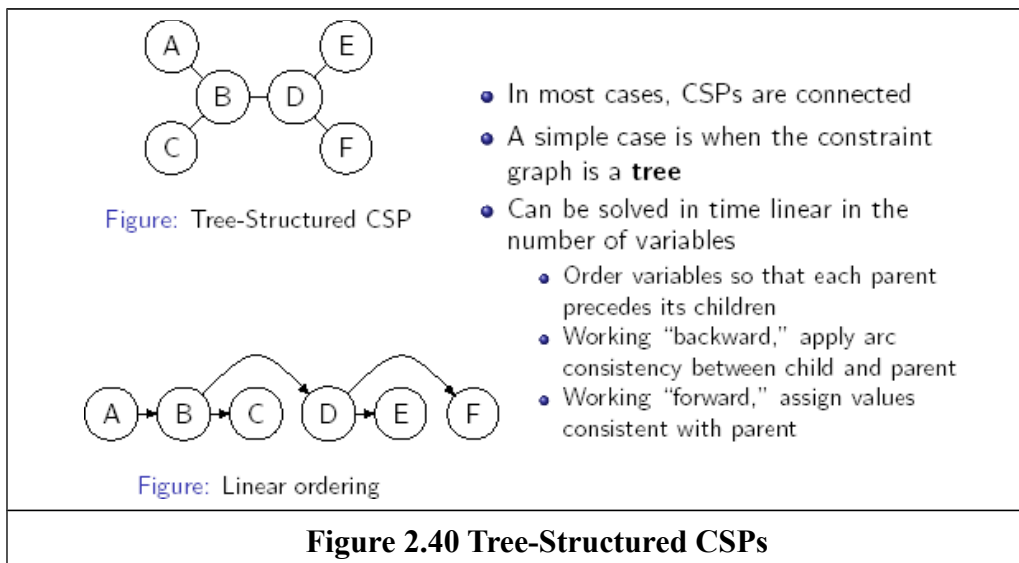 A
E
B
D
C
F
Figure: Tree-Structured CSP
A
B
C
D
E
F
Figure: Linear ordering
In most cases, CSPs are connected
A simple case is when the constraint
graph is a tree
Can be solved in time linear in the
number of variables
Order variables so that each parent
precedes its children
Working “backward,” apply arc
consistency between child and parent
Working “forward,” assign values
consistent with parent
Figure 2.40 Tree-Structured CSPs